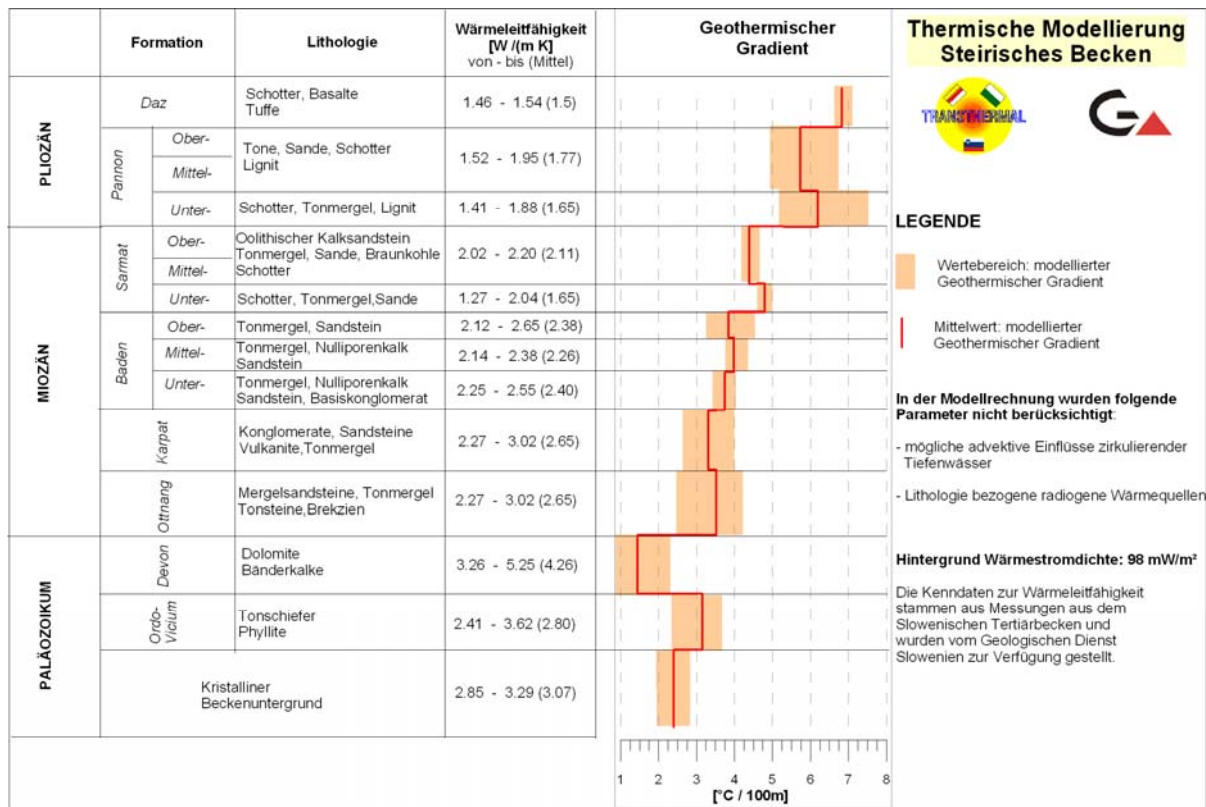 Formation
Lithologie
Wärmeleitfähigkeit
[W /(m K]
von - bis (Mittel)
Geothermischer
Gradient
PLIOZÄN
Daz
Schotter, Basalte
Tuffe
1.46 - 1.54 (1.5)
Pannon
Ober-
Mittel-
Tone, Sande, Schotter
Lignit
1.52 - 1.95 (1.77)
Unter-
Schotter, Tonmergel, Lignit
1.41 - 1.88 (1.65)
MIOZÄN
Sarmat
Ober-
Mittel-
Oolithischer Kalksandstein
Tonmergel, Sande, Braunkohle
Schotter
2.02 - 2.20 (2.11)
Unter-
Schotter, Tonmergel,Sande
1.27 - 2.04 (1.65)
Baden
Ober-
Tonmergel, Sandstein
2.12 - 2.65 (2.38)
Mittel-
Tonmergel, Nulliporenkalk
Sandstein
2.14 - 2.38 (2.26)
Unter-
Tonmergel, Nulliporenkalk
Sandstein, Basiskonglomerat
2.25 - 2.55 (2.40)
Karpat
Konglomerate, Sandsteine
Vulkanite,Tonmergel
2.27 - 3.02 (2.65)
Ottnang
Mergelsandsteine, Tonmergel
Tonsteine,Brekzien
2.27 - 3.02 (2.65)
PALÄOZOIKUM
Devon
Dolomite
Bänderkalke
3.26 - 5.25 (4.26)
Ordo-
Vicium
Tonschiefer
Phyllite
2.41 - 3.62 (2.80)
Kristalliner
Beckenuntergrund
2.85 - 3.29 (3.07)
1 2 3 4 5 6 7 8
[°C / 100m]
Thermische Modellierung
Steirisches Becken
TRANSTHERMAL
GA
LEGENDE
Wertebereich: modellierter
Geothermischer Gradient
Mittelwert: modellierter
Geothermischer Gradient
In der Modellrechnung wurden folgende
Parameter nicht berücksichtigt:
- mögliche advektive Einflüsse zirkulierender
Tiefenwässer
- Lithologie bezogene radiogene Wärmequellen
Hintergrund Wärmestromdichte: 98 mW/m²
Die Kenndaten zur Wärmeleitfähigkeit
stammen aus Messungen aus dem
Slowenischen Tertiärbecken und
wurden vom Geologischen Dienst
Slowenien zur Verfügung gestellt.